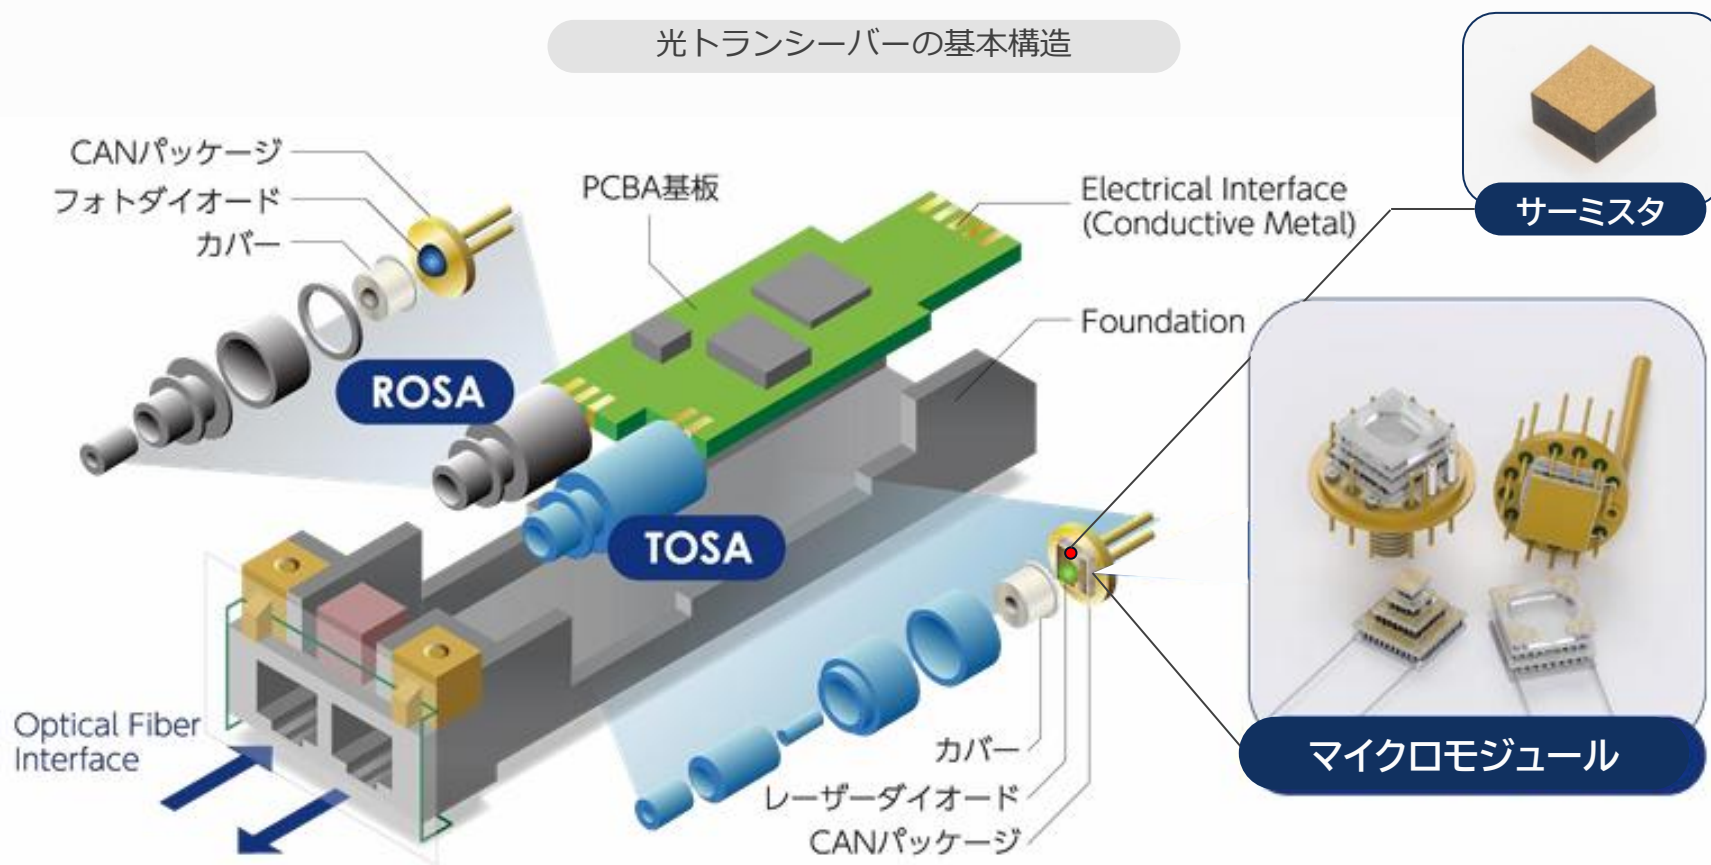 光トランシーバーの基本構造
サーミスタ
CANパッケージ
フォトダイオード
カバー
PCBA基板
Electrical Interface
(Conductive Metal)
Foundation
ROSA
TOSA
Optical Fiber
Interface
カバー
レーザーダイオード
CANパッケージ
マイクロモジュール